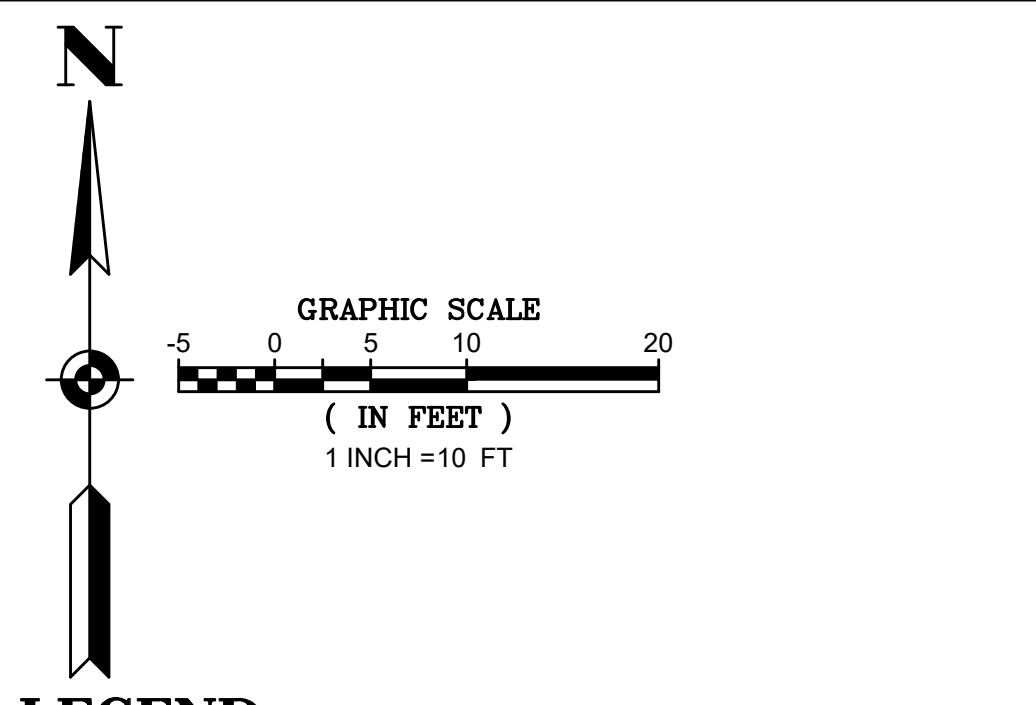 N
GRAPHIC SCALE
-5 0 5 10 20
( IN FEET )
1 INCH =10 FT
LEGEND